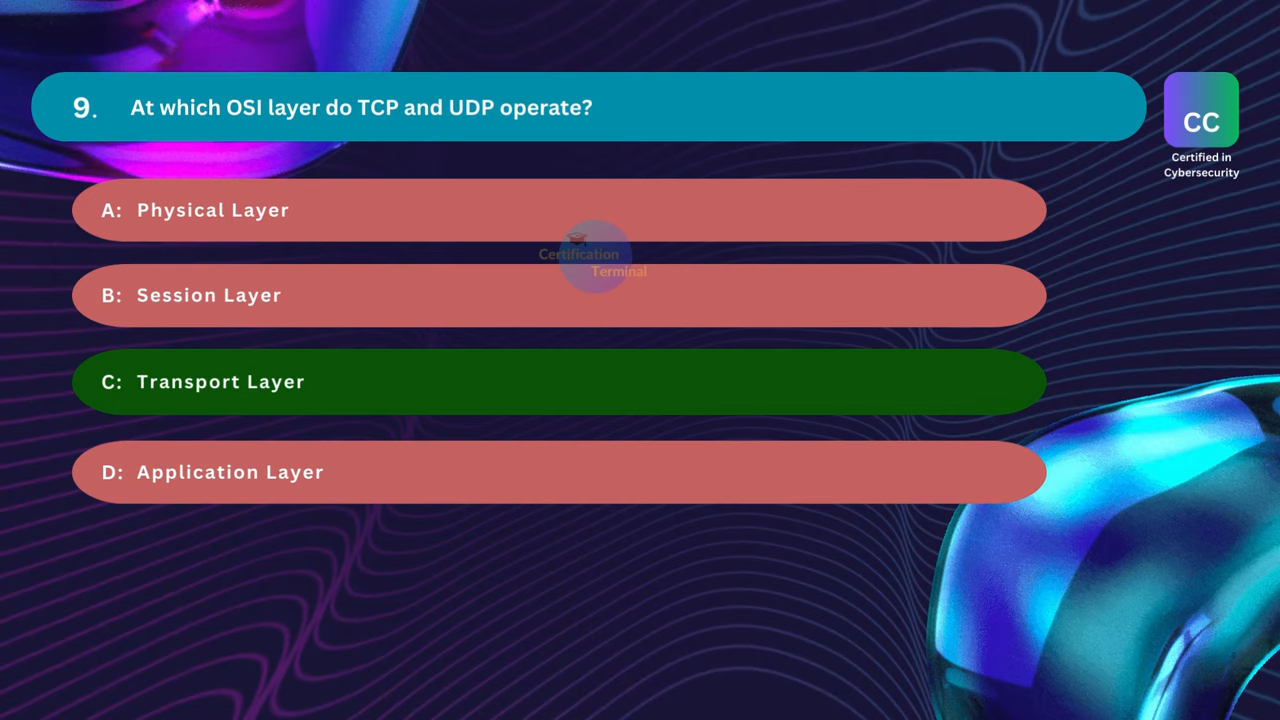 9. At which OSI layer do TCP and UDP operate?
CC
Certified in
Cybersecurity
A: Physical Layer
Certification
Terminal
B: Session Layer
C: Transport Layer
D: Application Layer